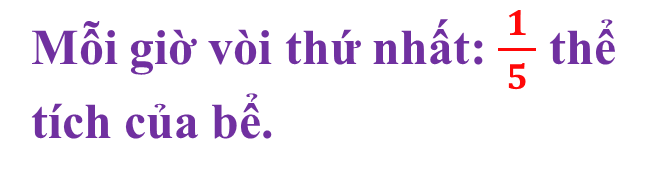 Mỗi giờ vòi thứ nhất: 1/5 thể
tích của bể.